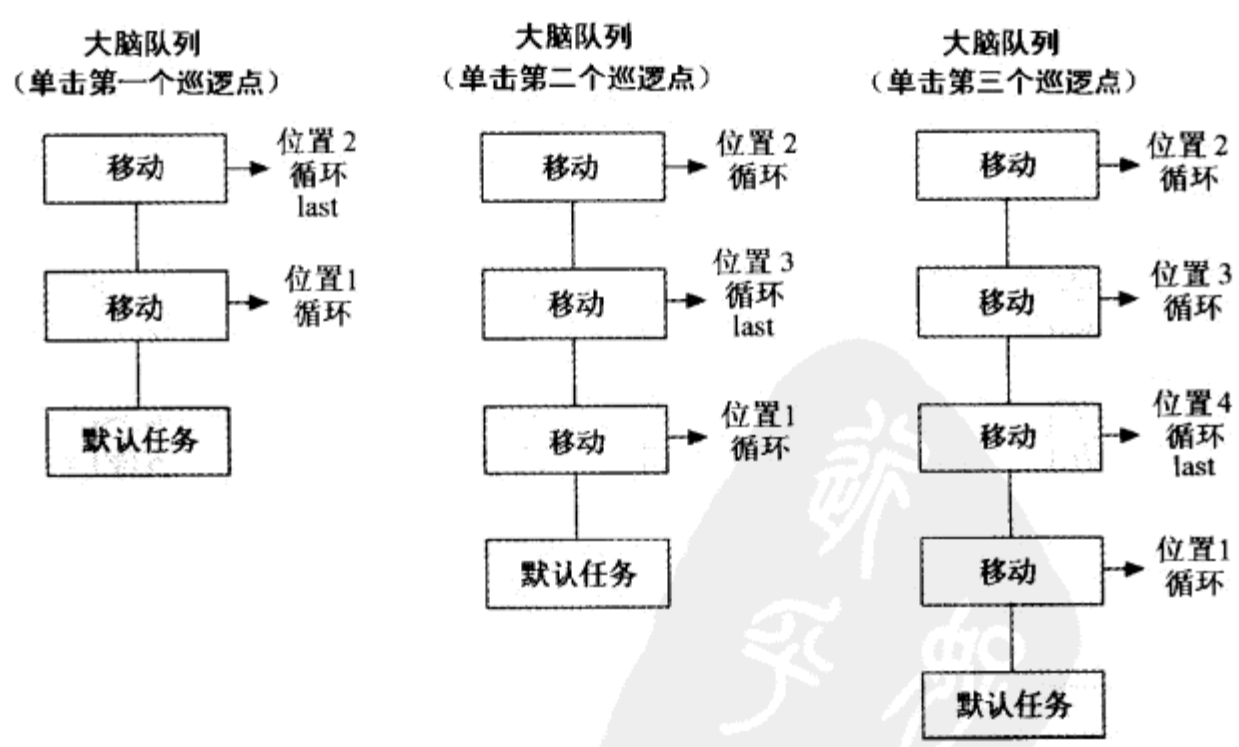 大脑队列
（单击第一个巡逻点）
移动
位置 2
循环
last
移动
位置1
循环
默认任务
大脑队列
（单击第二个巡逻点）
移动
位置 2
循环
移动
位置 3
循环
last
移动
位置1
循环
默认任务
大脑队列
（单击第三个巡逻点）
移动
位置 2
循环
移动
位置 3
循环
移动
位置 4
循环
last
移动
位置1
循环
默认任务